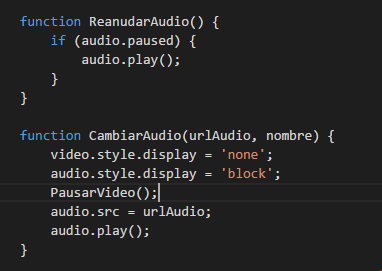 function ReanudarAudio() {
    if (audio.paused) {
        audio.play();
    }
}
function CambiarAudio(urlAudio, nombre) {
    video.style.display = 'none';
    audio.style.display = 'block';
    PausarVideo();
    audio.src = urlAudio;
    audio.play();
}